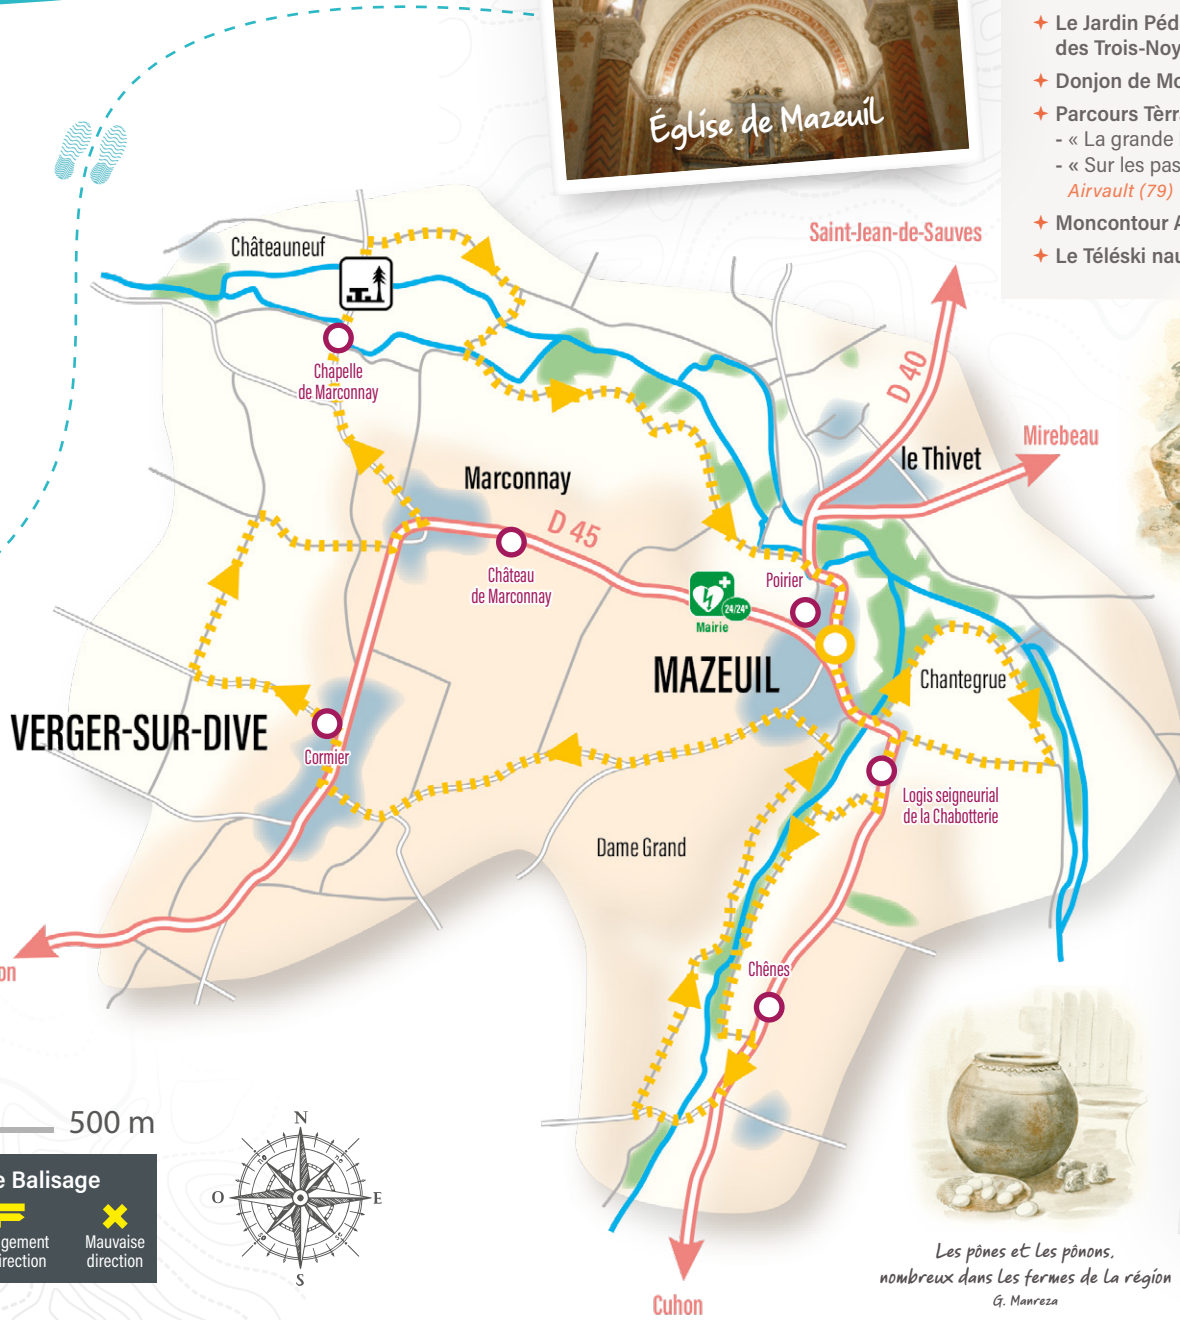 Église de Mazeuil
Le Jardin Péd
des Trois-Noy
Donjon de Mo
Parcours Tèrr
- « La grande
- « Sur les pas
Airvault (79)
Moncontour A
Le Téléski nau
Saint-Jean-de-Sauves
Châteauneuf
Chapelle
de Marconnay
D 40
Mirebeau
le Thivet
Marconnay
D 45
Château
de Marconnay
Poirier
24/24*
Mairie
MAZEUIL
Chantegrue
VERGER-SUR-DIVE
Cormier
Logis seigneurial
de la Chabotterie
Dame Grand
Chênes
on
500 m
e Balisage
gement
irection
Mauvaise
direction
N
O
E
S
Cuhon
Les pônes et les pônons,
nombreux dans les fermes de la région
G. Manreza